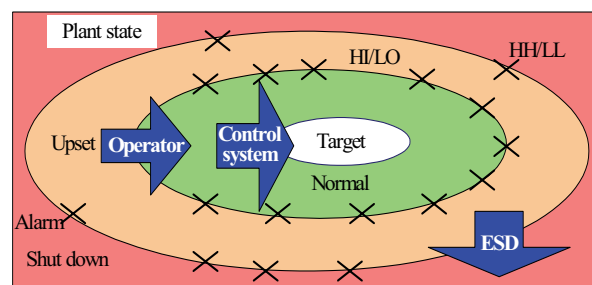 Plant state
HI/LO
HH/LL
Upset
Operator
Control
system
Target
Normal
Alarm
Shut down
ESD